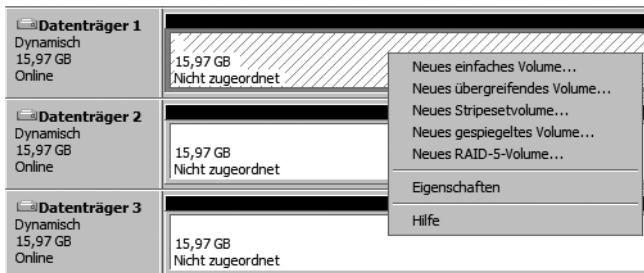 Datenträger 1
Dynamisch
15,97 GB
Online
15,97 GB
Nicht zugeordnet
Neues einfaches Volume...
Neues übergreifendes Volume...
Neues Stripesetvolume...
Neues gespiegeltes Volume...
Neues RAID-5-Volume...
Eigenschaften
Hilfe
Datenträger 2
Dynamisch
15,97 GB
Online
15,97 GB
Nicht zugeordnet
Datenträger 3
Dynamisch
15,97 GB
Online
15,97 GB
Nicht zugeordnet